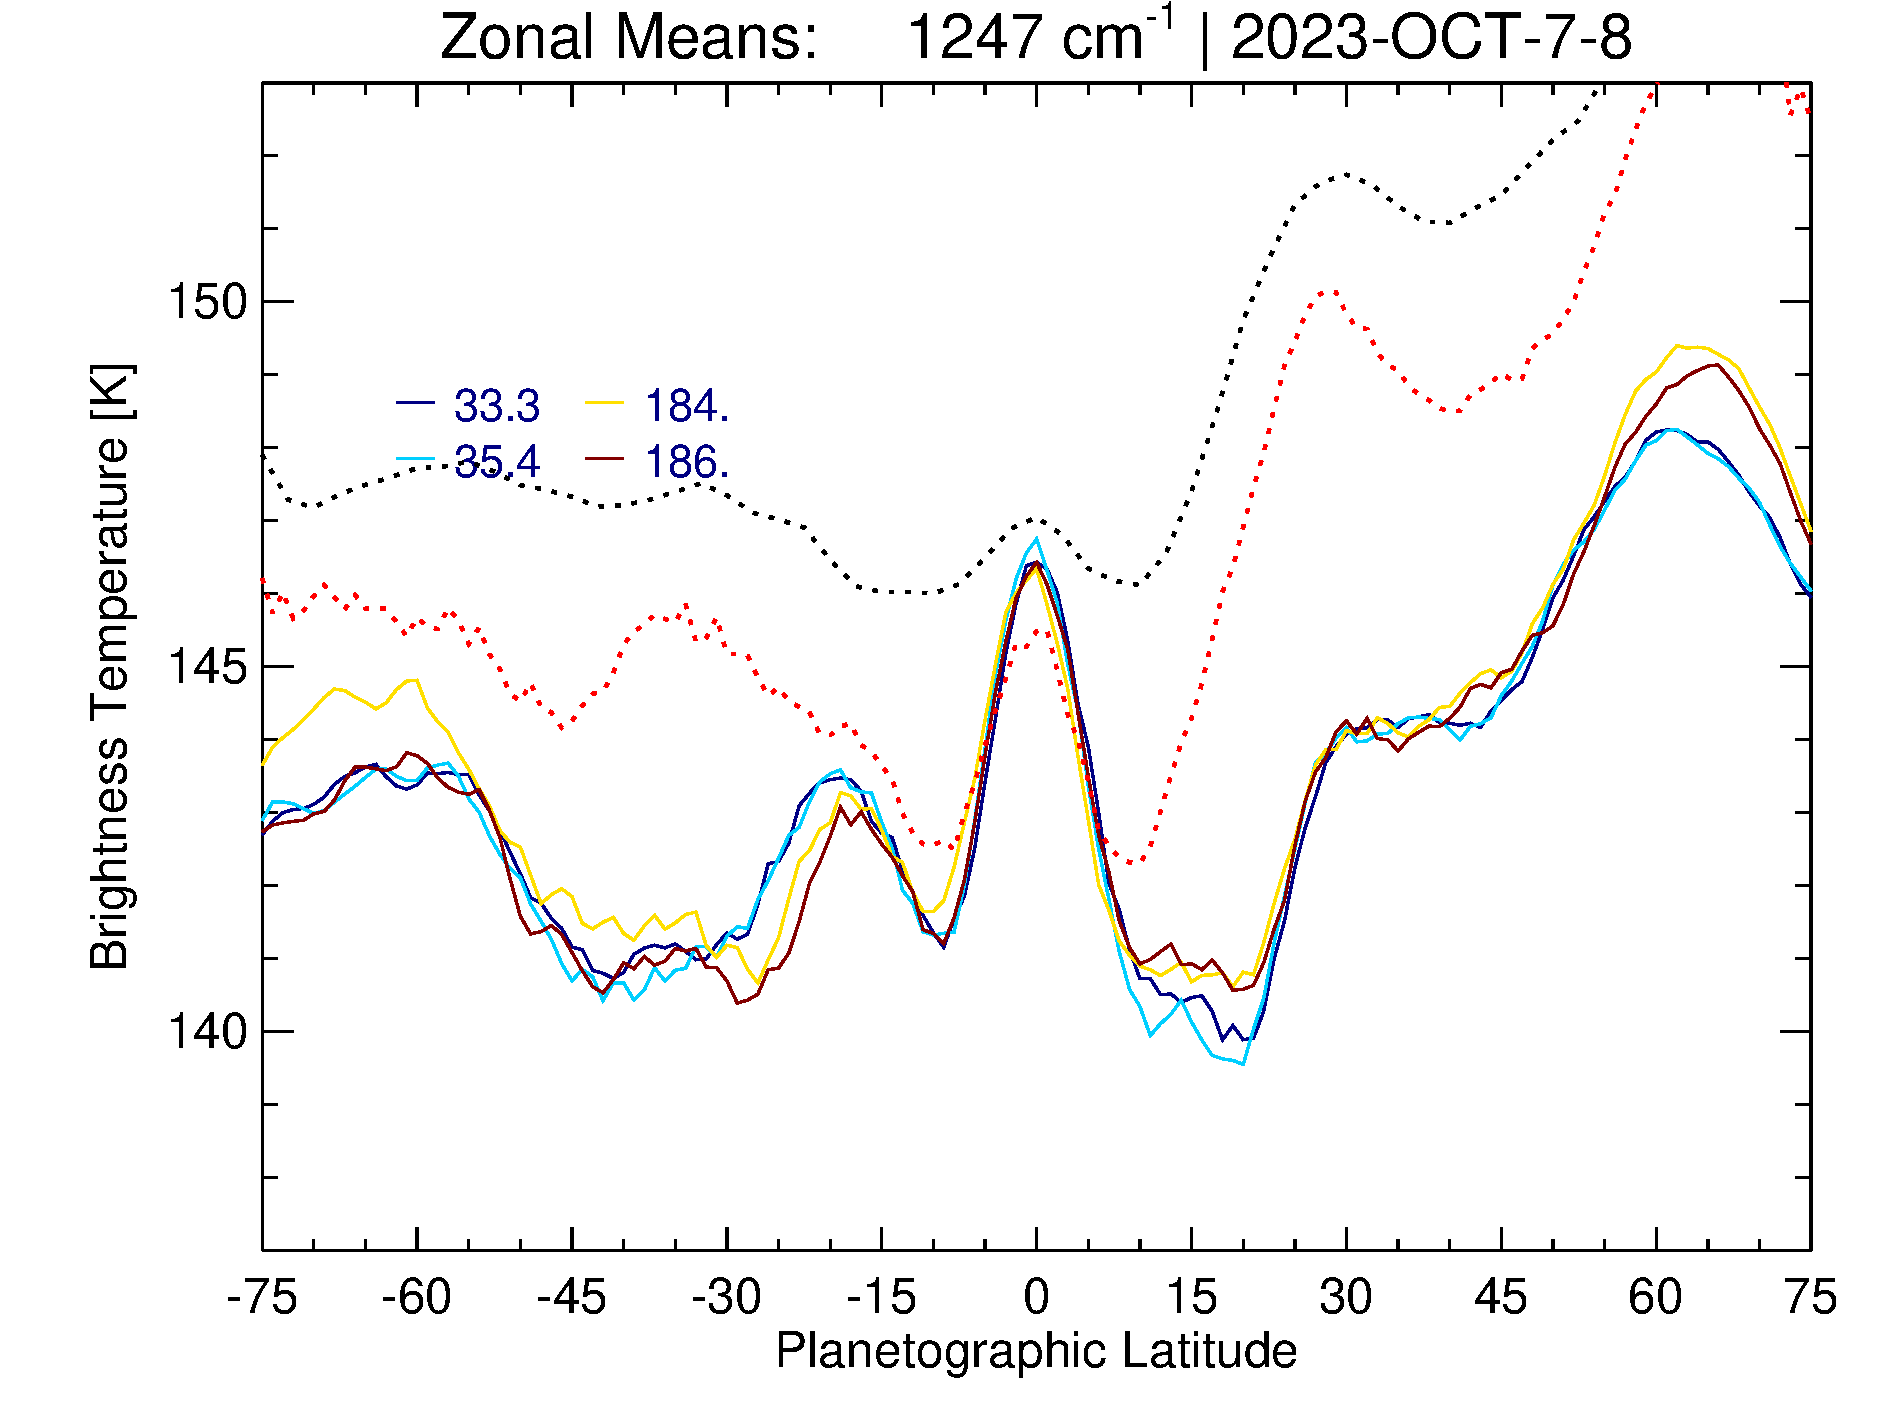 Zonal Means: 1247 cm⁻¹ | 2023-OCT-7-8
Brightness Temperature [K]
150
145
140
33.3 184.
35.4 186.
-75 -60 -45 -30 -15 0 15 30 45 60 75
Planetographic Latitude